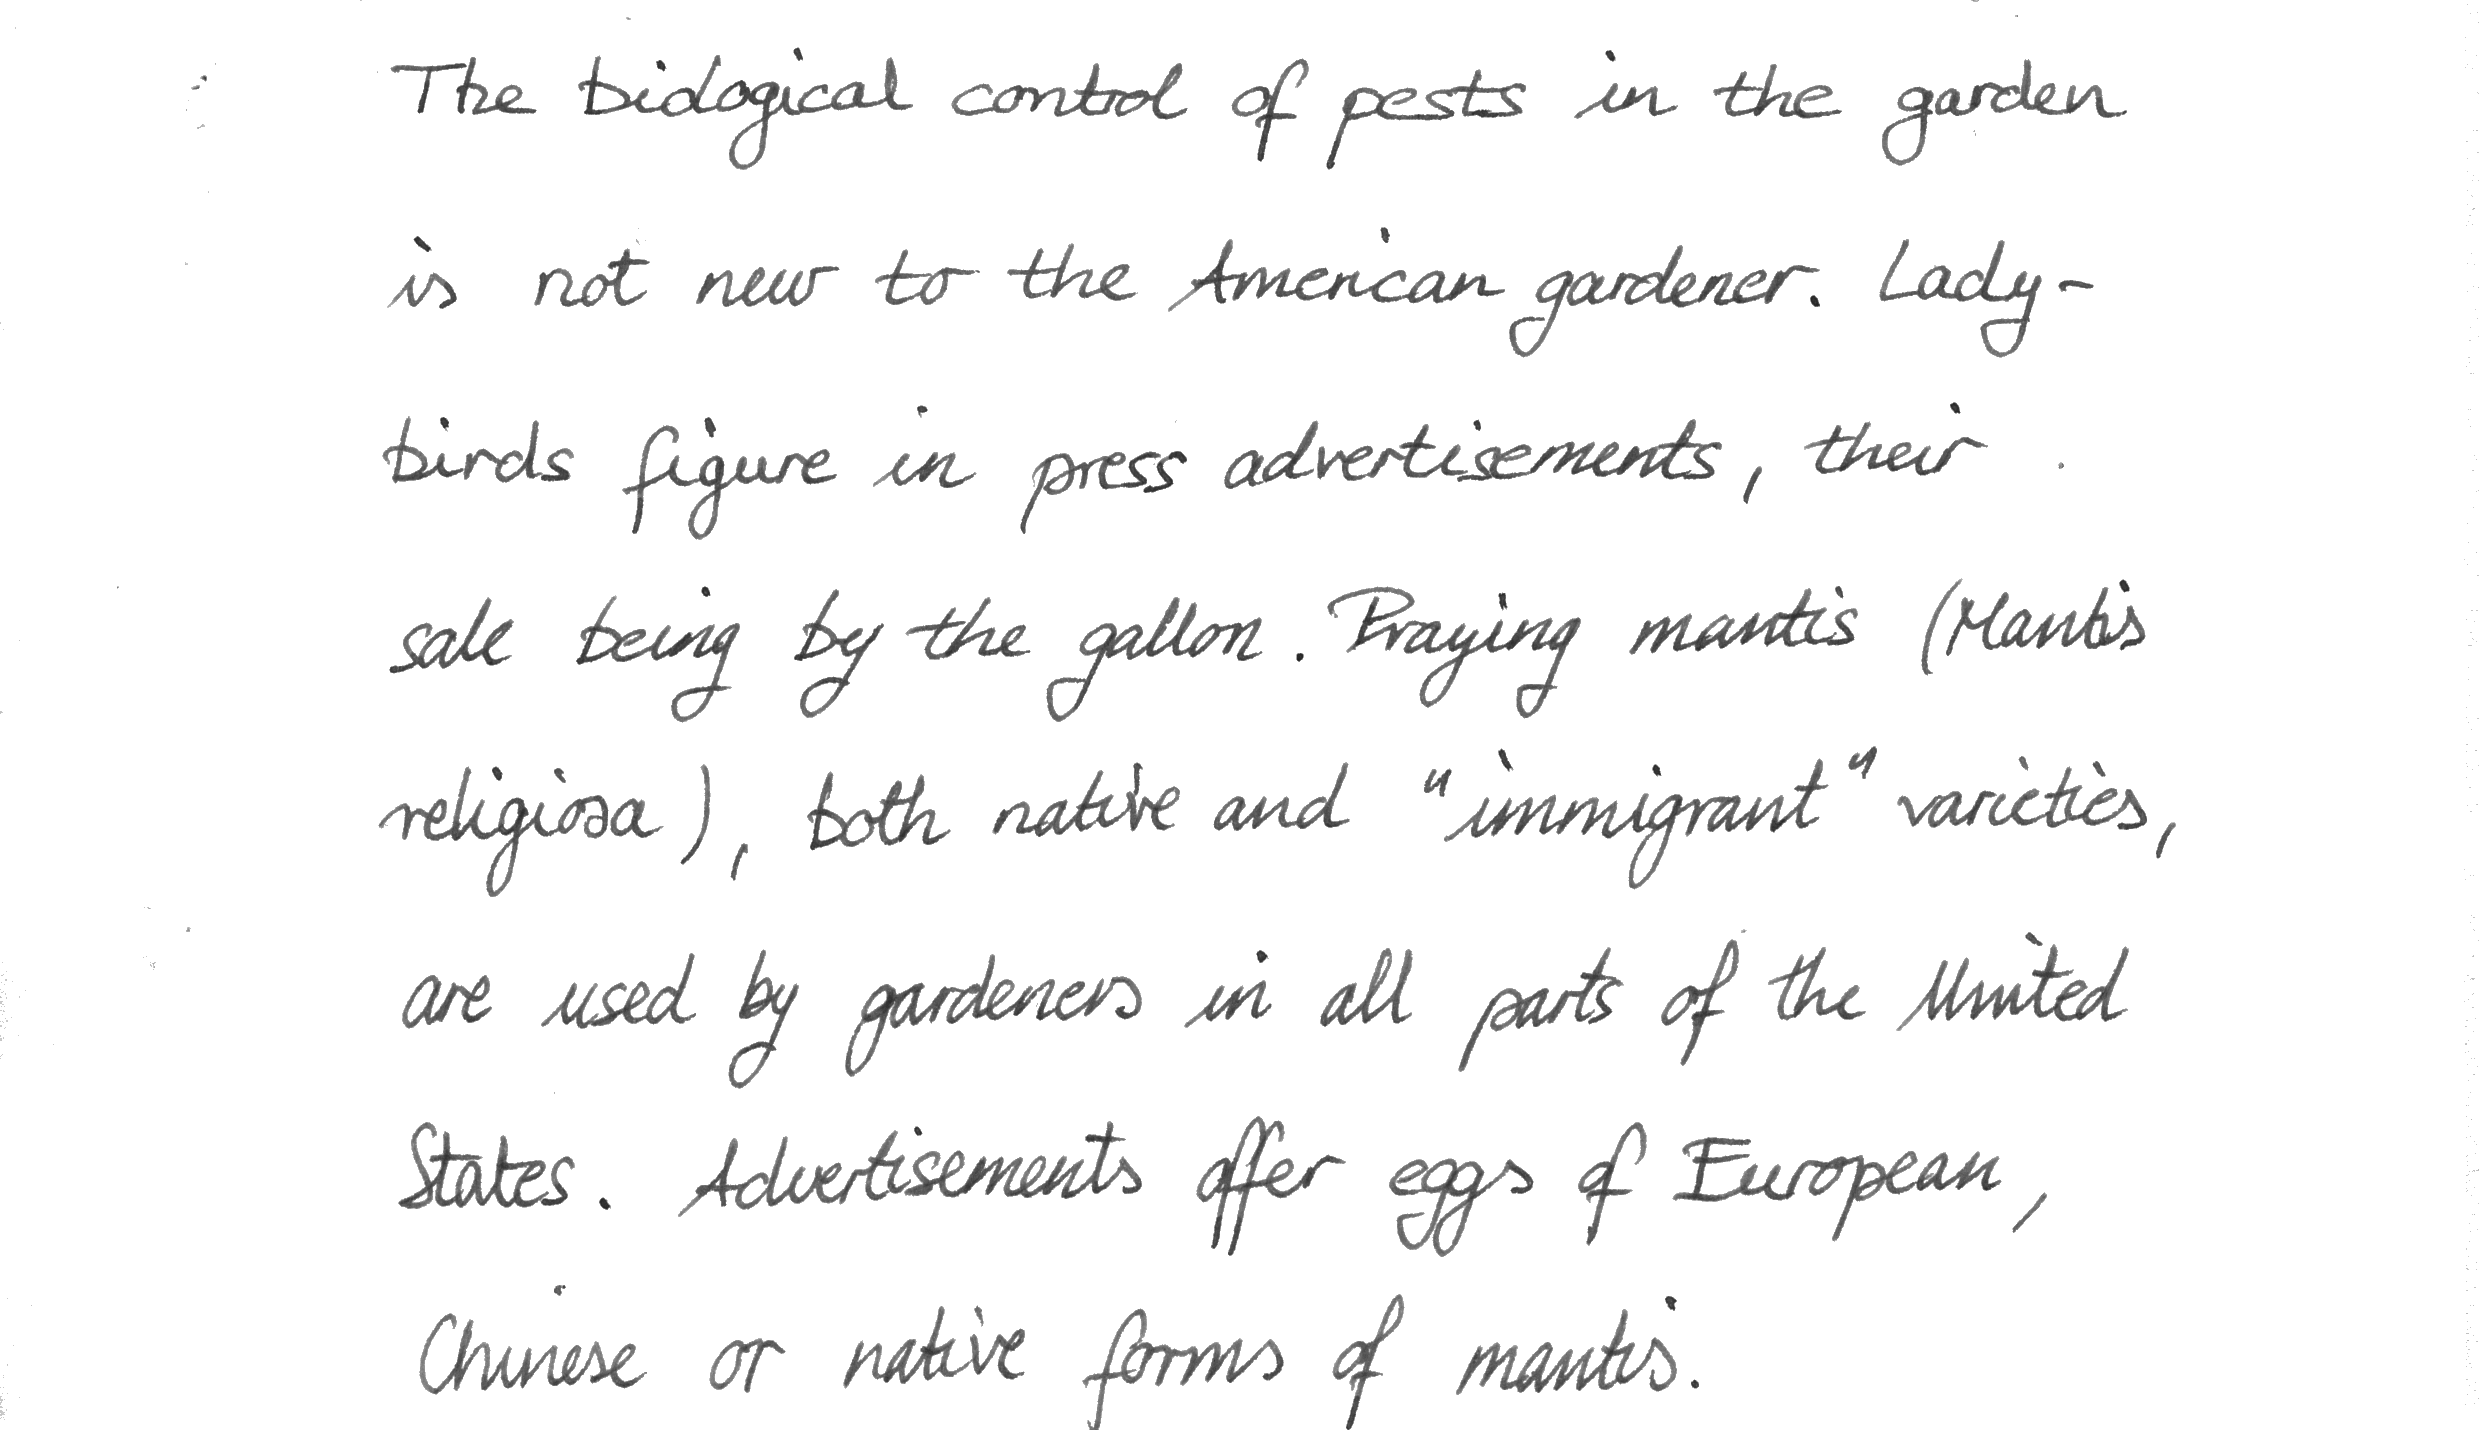 The biological control of pests in the garden
is not new to the American gardener. Lady-
birds figure in press advertisements, their
sale being by the gallon. Praying mantis (Mantis
religiosa), both native and "immigrant" varieties,
are used by gardeners in all parts of the United
States. Advertisements offer eggs of European,
Chinese or native forms of mantis.